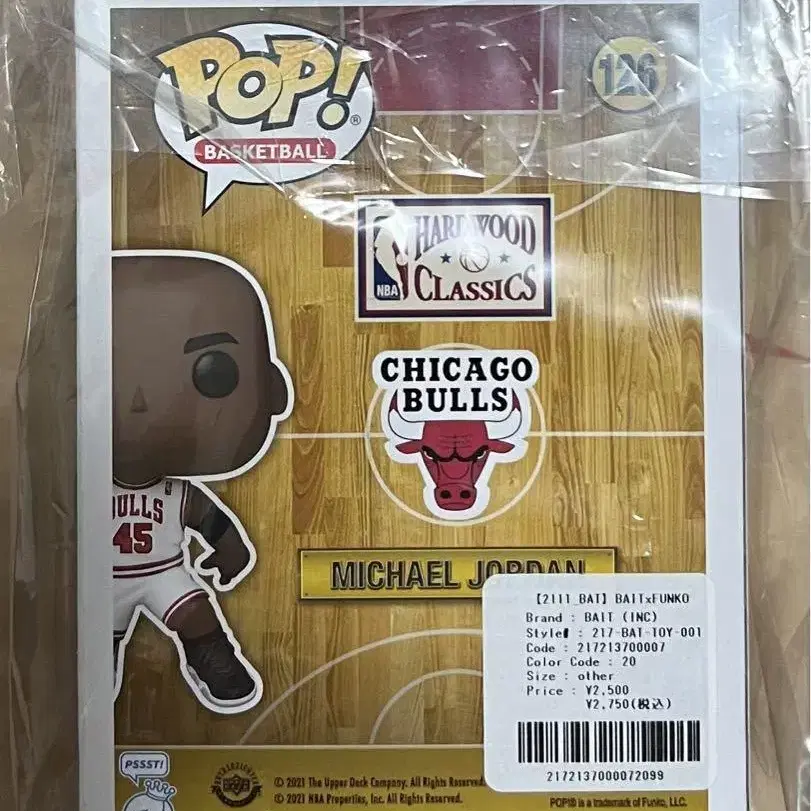 POP!
®
BASKETBALL
126
HARDWOOD
CLASSICS
NBA
CHICAGO
BULLS
BULLS
45
MICHAEL JORDAN
【2111_BAT】BAITxFUNKO
Brand : BAIT (INC)
Style# : 217-BAT-TOY-001
Code : 217213700007
Color Code : 20
Size : other
Price : ¥2,500
¥2,750(税込)
2172137000072099
PSSST!
© 2021 The Upper Deck Company. All Rights Reserved.
© 2021 NBA Properties, Inc. All Rights Reserved.
POP!® is a trademark of Funko, LLC.